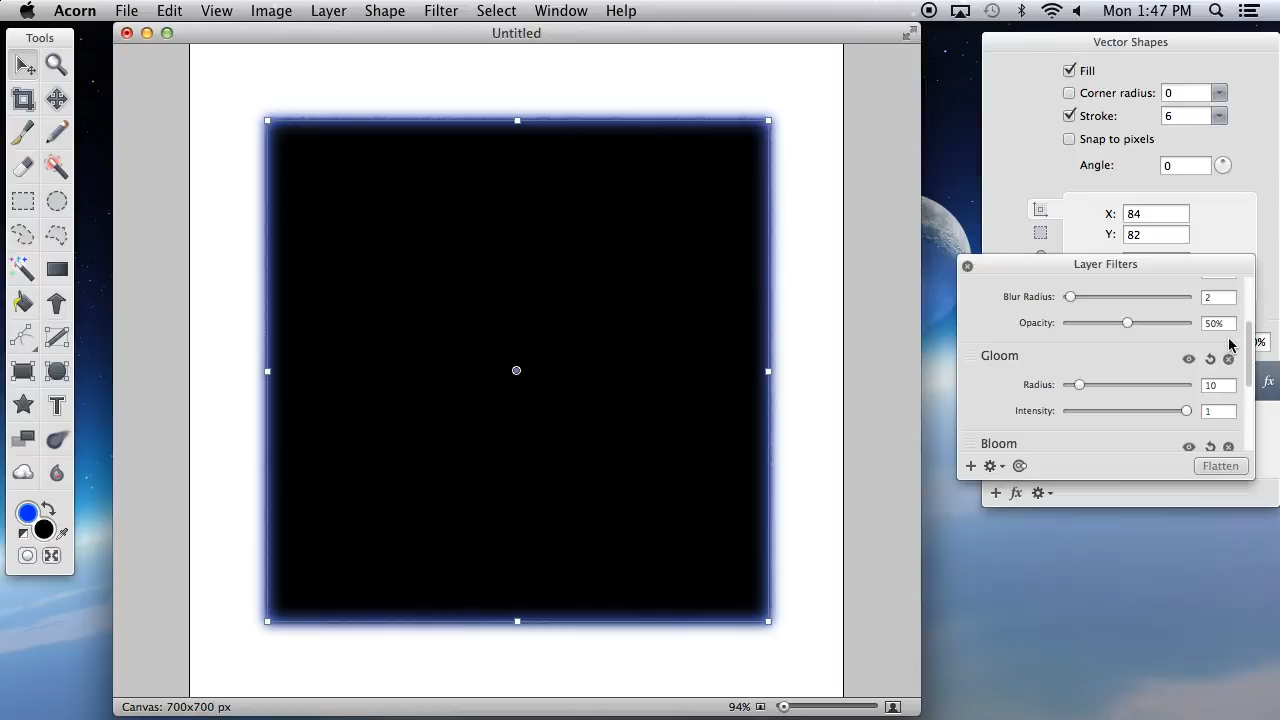 Acorn File Edit View Image Layer Shape Filter Select Window Help Mon 1:47 PM
Tools
Untitled
Vector Shapes
Fill
Corner radius: 0
Stroke: 6
Snap to pixels
Angle: 0
X: 84
Y: 82
Layer Filters
Blur Radius: 2
Opacity: 50%
Gloom
Radius: 10
Intensity: 1
Bloom
Flatten
fx
fx
Canvas: 700x700 px
94%